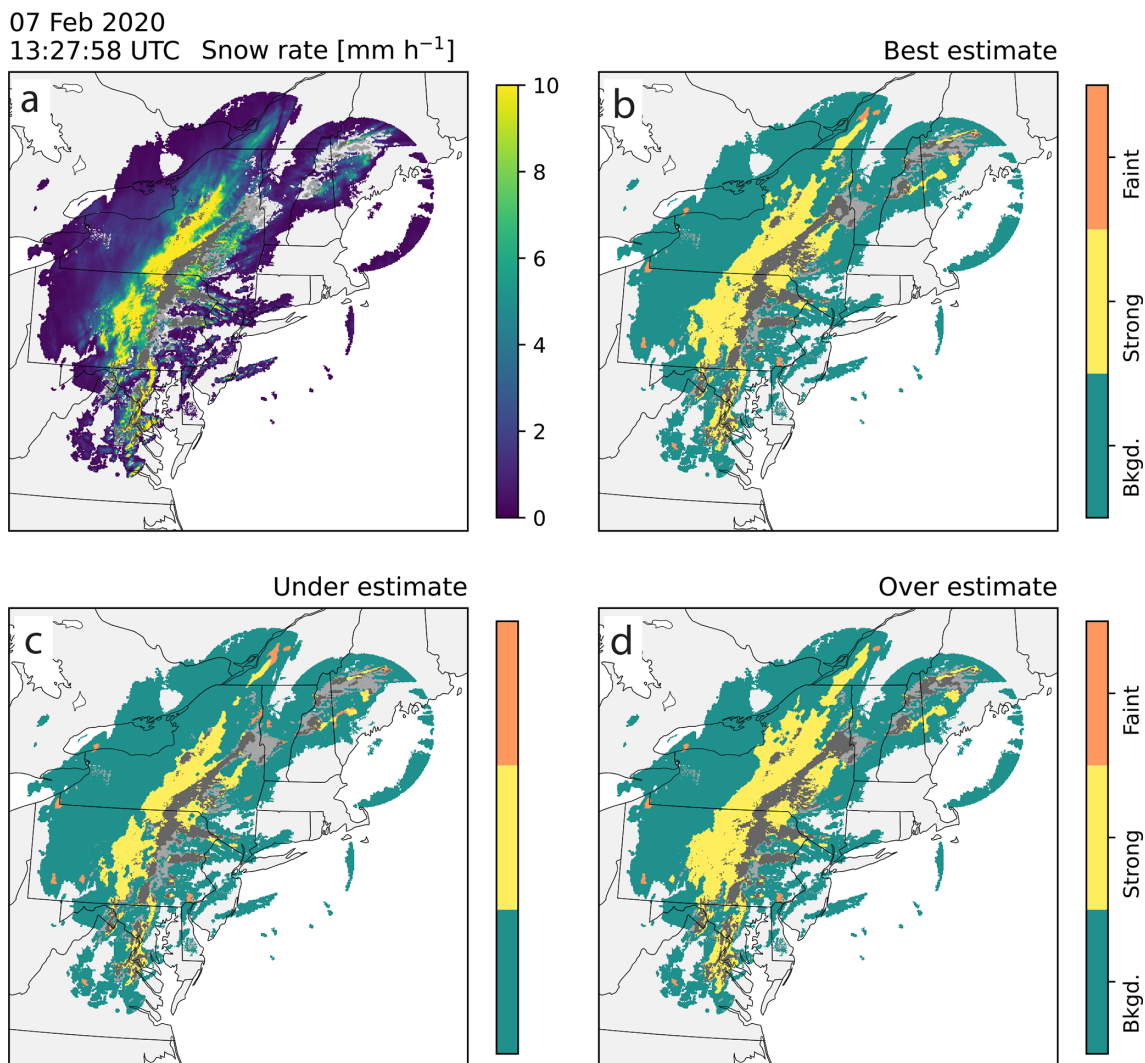 07 Feb 2020
13:27:58 UTC Snow rate [mm h⁻¹]
a
10
8
6
4
2
0
Best estimate
b
Faint
Strong
Bkgd.
Under estimate
c
Over estimate
d
Faint
Strong
Bkgd.